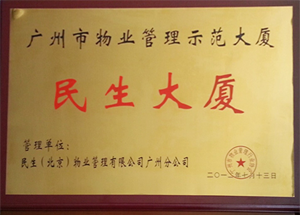 广州市物业管理示范大厦
民生大厦
管理单位：
民生（北京）物业管理有限公司广州分公司